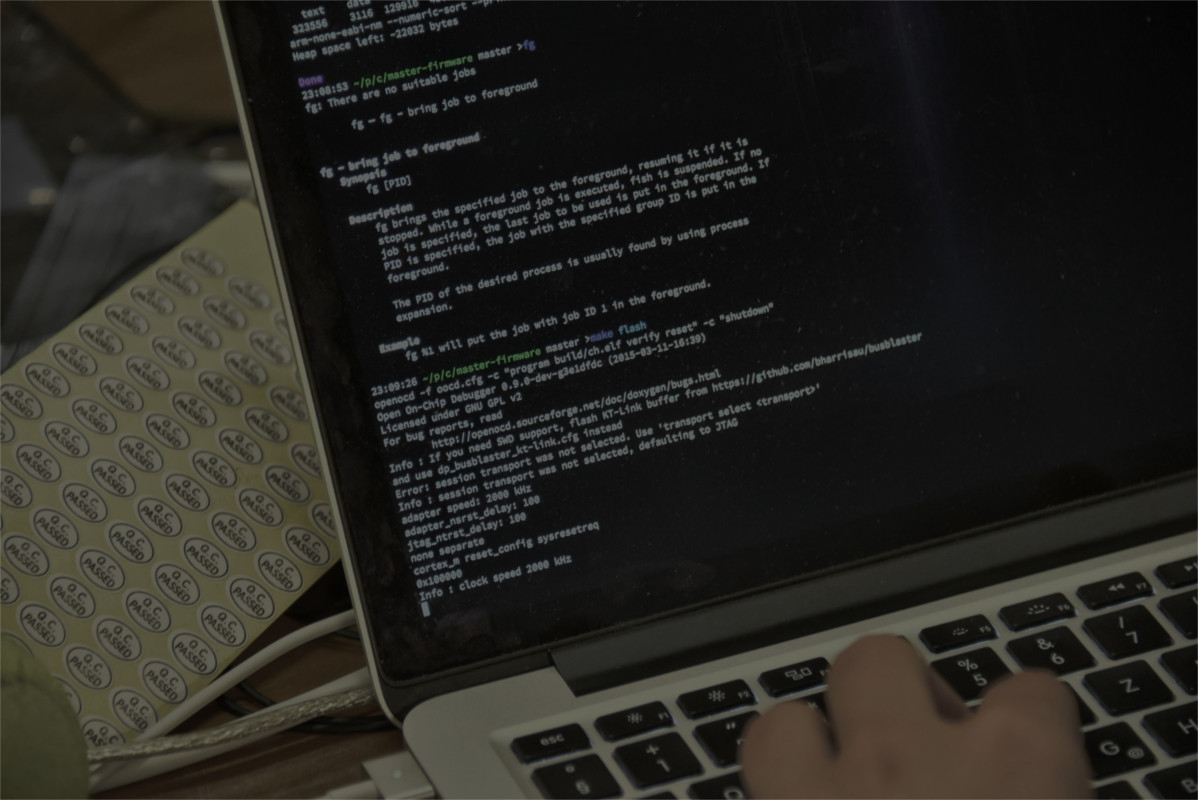 text data
323556 3116 129916
arm-none-eabi-nm --numeric-sort
Heap space left: -22032 bytes
Done
23:08:53 ~/p/c/master-firmware master >fg
fg: There are no suitable jobs
fg - fg - bring job to foreground
fg - bring job to foreground
Synopsis
fg [PID]
Description
fg brings the specified job to the foreground, resuming it if it is
stopped. While a foreground job is executed, fish is suspended. If no
job is specified, the last job to be used is put in the foreground. If
PID is specified, the job with the specified group ID is put in the
foreground.
The PID of the desired process is usually found by using process
expansion.
Example
fg %1 will put the job with job ID 1 in the foreground.
23:09:26 ~/p/c/master-firmware master >make flash
openocd -f oocd.cfg -c "program build/ch.elf verify reset" -c "shutdown"
Open On-Chip Debugger 0.9.0-dev-g3e1dfdc (2015-03-11-16:39)
Licensed under GNU GPL v2
For bug reports, read
http://openocd.sourceforge.net/doc/doxygen/bugs.html
Info : If you need SWD support, flash KT-Link buffer from https://github.com/bharrisau/busblaster
and use dp_busblaster_kt-link.cfg instead
Error: session transport was not selected. Use 'transport select <transport>'
Info : session transport was not selected, defaulting to JTAG
adapter speed: 2000 kHz
adapter_nsrst_delay: 100
jtag_ntrst_delay: 100
none separate
cortex_m reset_config sysresetreq
0x100000
Info : clock speed 2000 kHz
Q.C.
PASSED
esc
F1
F2
F5
F6
+
1
%
5
&
6
/
7
Z
G
@
H
B